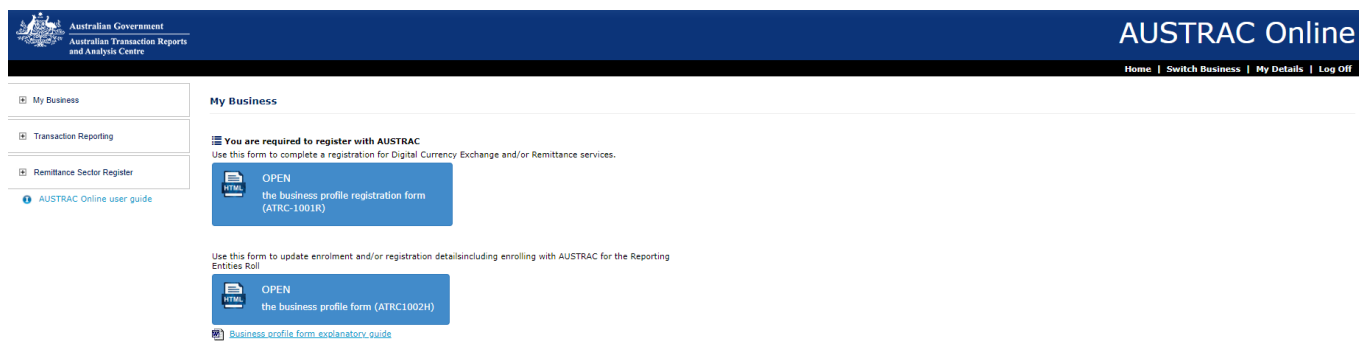 Australian Government
Australian Transaction Reports
and Analysis Centre
AUSTRAC Online
Home | Switch Business | My Details | Log Off
My Business
Transaction Reporting
Remittance Sector Register
AUSTRAC Online user guide
My Business
You are required to register with AUSTRAC
Use this form to complete a registration for Digital Currency Exchange and/or Remittance services.
HTML
OPEN
the business profile registration form
(ATRC-1001R)
Use this form to update enrolment and/or registration detailsincluding enrolling with AUSTRAC for the Reporting
Entities Roll
HTML
OPEN
the business profile form (ATRC1002H)
Business profile form explanatory guide